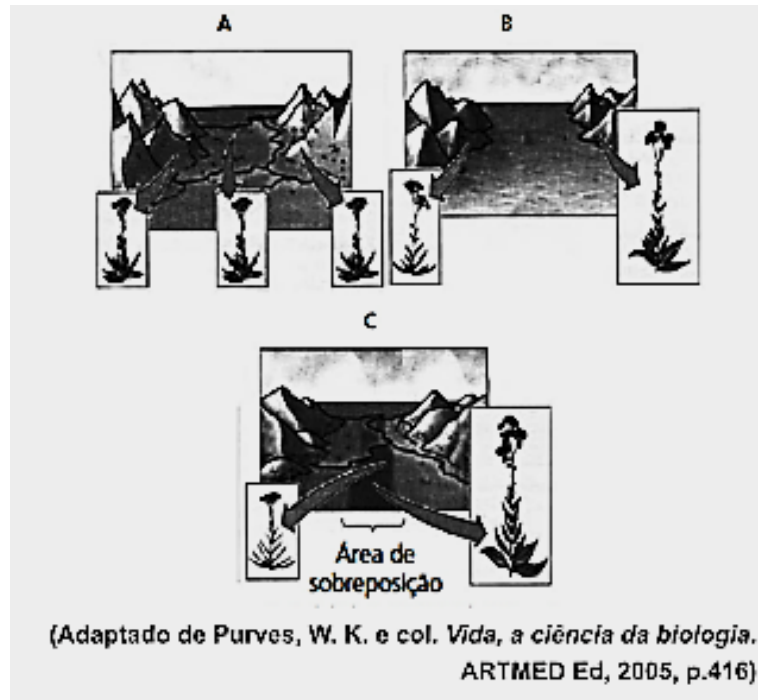 A
B
C
Área de
sobreposição
(Adaptado de Purves, W. K. e col. Vida, a ciência da biologia.
ARTMED Ed, 2005, p.416)